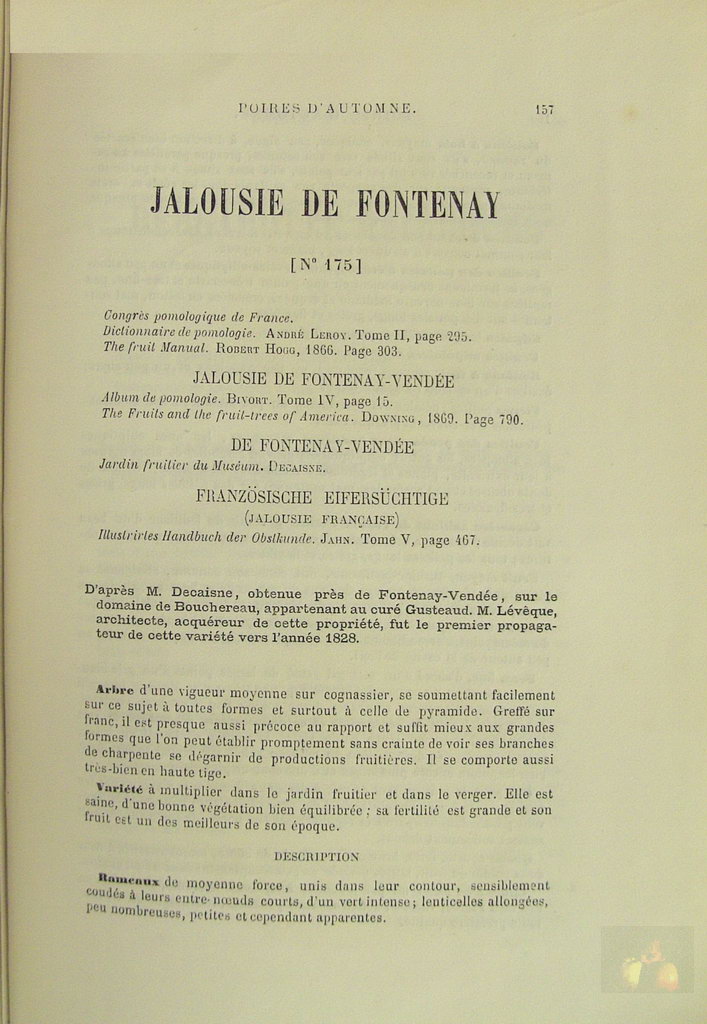 POIRES D'AUTOMNE. 157
JALOUSIE DE FONTENAY
[N° 175]
Congrès pomologique de France.
Dictionnaire de pomologie. ANDRÉ LEROY. Tome II, page 295.
The fruit Manual. ROBERT HOGG, 1866. Page 303.
JALOUSIE DE FONTENAY-VENDÉE
Album de pomologie. BIVORT. Tome IV, page 15.
The Fruits and the fruit-trees of America. DOWNING, 1869. Page 790.
DE FONTENAY-VENDÉE
Jardin fruitier du Muséum. DECAISNE.
FRANZÖSISCHE EIFERSÜCHTIGE
(JALOUSIE FRANÇAISE)
Illustrirtes Handbuch der Obstkunde. JAHN. Tome V, page 467.
D'après M. Decaisne, obtenue près de Fontenay-Vendée, sur le
domaine de Bouchereau, appartenant au curé Gusteaud. M. Lévêque,
architecte, acquéreur de cette propriété, fut le premier propaga-
teur de cette variété vers l'année 1828.
Arbre d'une vigueur moyenne sur cognassier, se soumettant facilement
sur ce sujet à toutes formes et surtout à celle de pyramide. Greffé sur
franc, il est presque aussi précoce au rapport et suffit mieux aux grandes
formes que l'on peut établir promptement sans crainte de voir ses branches
de charpente se dégarnir de productions fruitières. Il se comporte aussi
très-bien en haute tige.
Variété à multiplier dans le jardin fruitier et dans le verger. Elle est
saine, d'une bonne végétation bien équilibrée ; sa fertilité est grande et son
fruit est un des meilleurs de son époque.
DESCRIPTION
Rameaux de moyenne force, unis dans leur contour, sensiblement
coudés à leurs entre-nœuds courts, d'un vert intense ; lenticelles allongées,
peu nombreuses, petites et cependant apparentes.